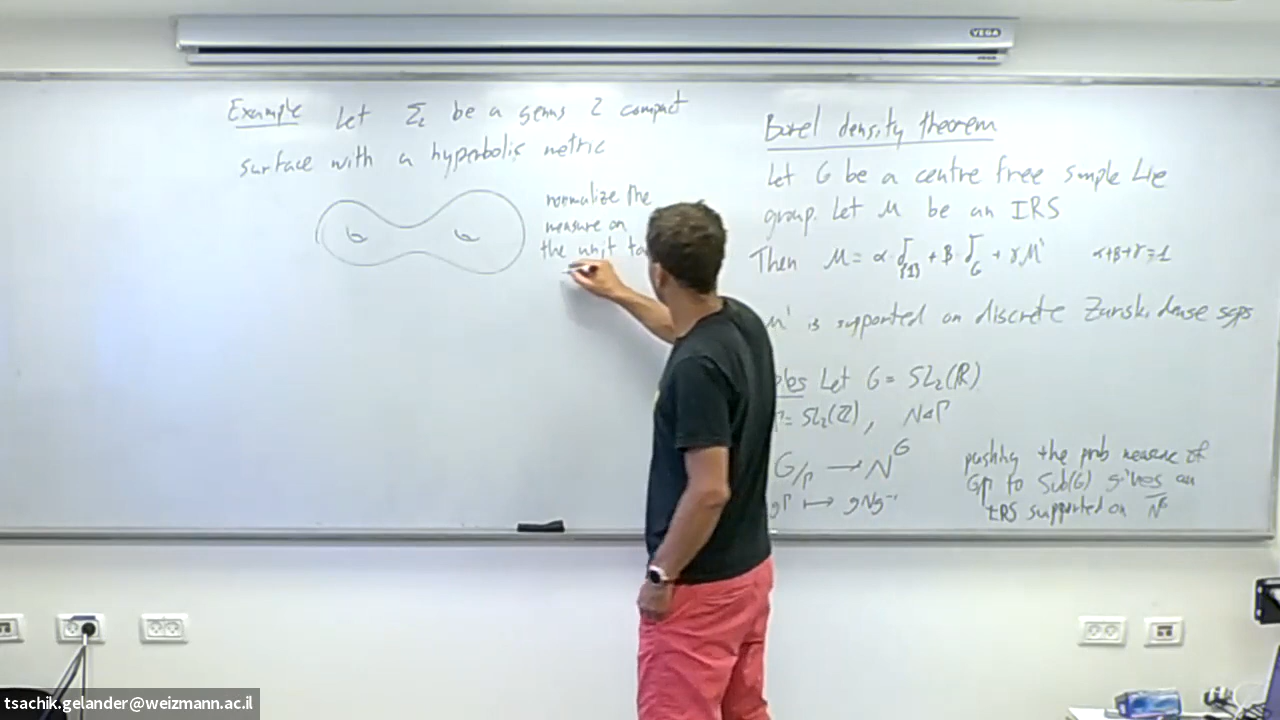 VEGA
Example Let Σ₂ be a genus 2 compact
surface with a hyperbolic metric
normalize the
measure on
the unit ta
Borel density theorem
Let G be a centre free simple Lie
group. Let μ be an IRS
Then μ = α·δ_{1} + β·δ_G + γμ' α+β+γ=1
μ' is supported on discrete Zariski dense sgps
ples Let G = SL₂(ℝ)
Γ = SL₂(ℤ), N◁Γ
G/Γ → N^G
gΓ ↦ gNg⁻¹
pushing the prob measure of
G/Γ to Sub(G) gives an
IRS supported on N̄^G
tsachik.gelander@weizmann.ac.il